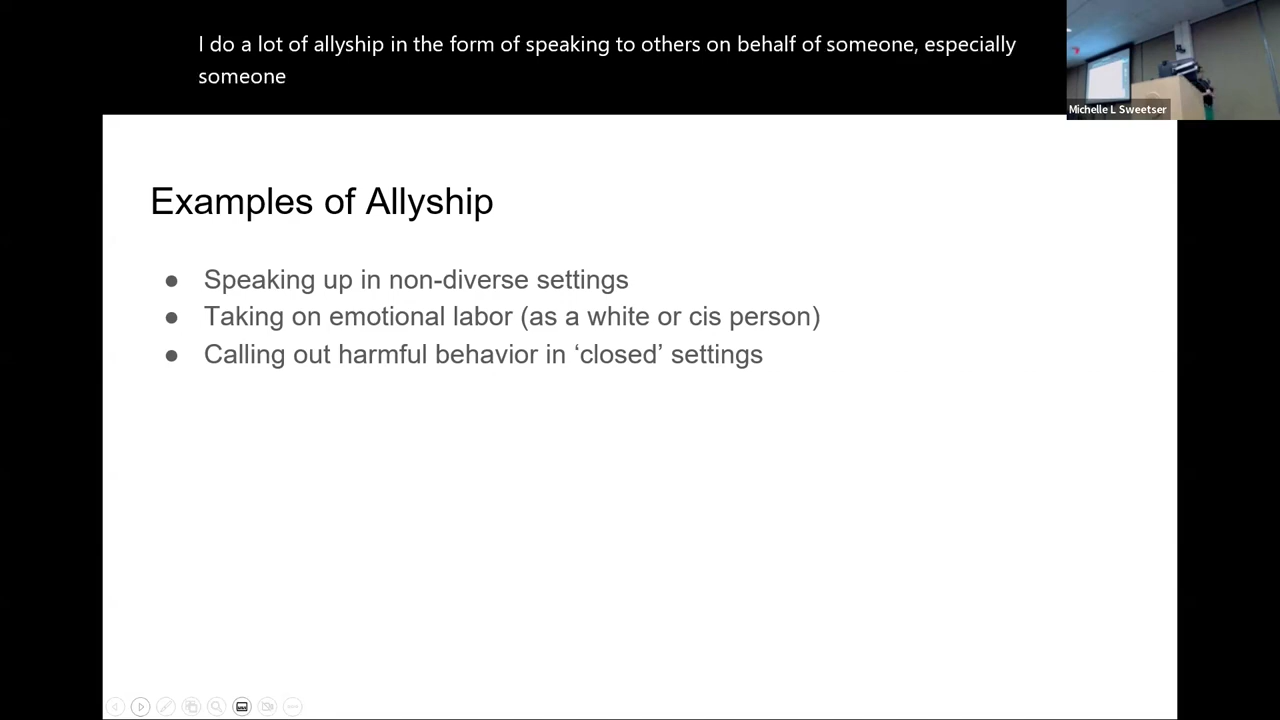 I do a lot of allyship in the form of speaking to others on behalf of someone, especially
someone
Michelle L Sweetser
Examples of Allyship
● Speaking up in non-diverse settings
● Taking on emotional labor (as a white or cis person)
● Calling out harmful behavior in ‘closed’ settings